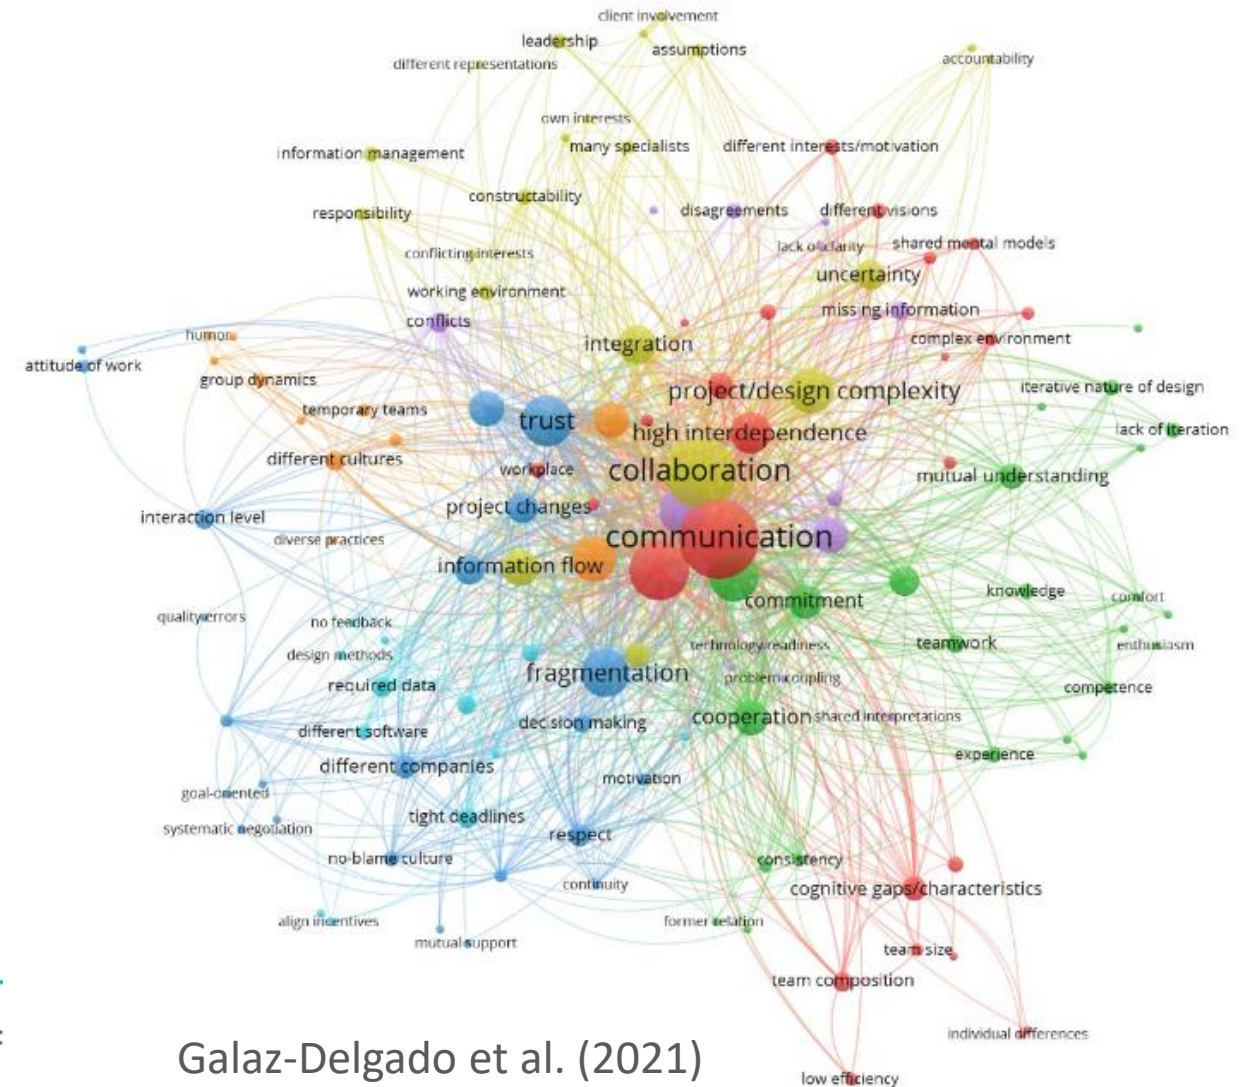 client involvement
leadership
assumptions
different representations
accountability
own interests
many specialists
different interests/motivation
information management
constructability
responsibility
disagreements
different visions
conflicting interests
lack of clarity
shared mental models
working environment
uncertainty
conflicts
missing information
humor
integration
complex environment
attitude of work
group dynamics
project/design complexity
iterative nature of design
temporary teams
trust
high interdependence
lack of iteration
different cultures
workplace
collaboration
mutual understanding
project changes
interaction level
diverse practices
communication
information flow
commitment
knowledge
comfort
quality errors
no feedback
technology readiness
teamwork
enthusiasm
design methods
fragmentation
problem coupling
required data
competence
decision making
cooperation
shared interpretations
different software
experience
different companies
motivation
goal-oriented
tight deadlines
systematic negotiation
respect
no-blame culture
consistency
continuity
cognitive gaps/characteristics
align incentives
former relation
mutual support
team size
team composition
individual differences
Galaz-Delgado et al. (2021)
low efficiency